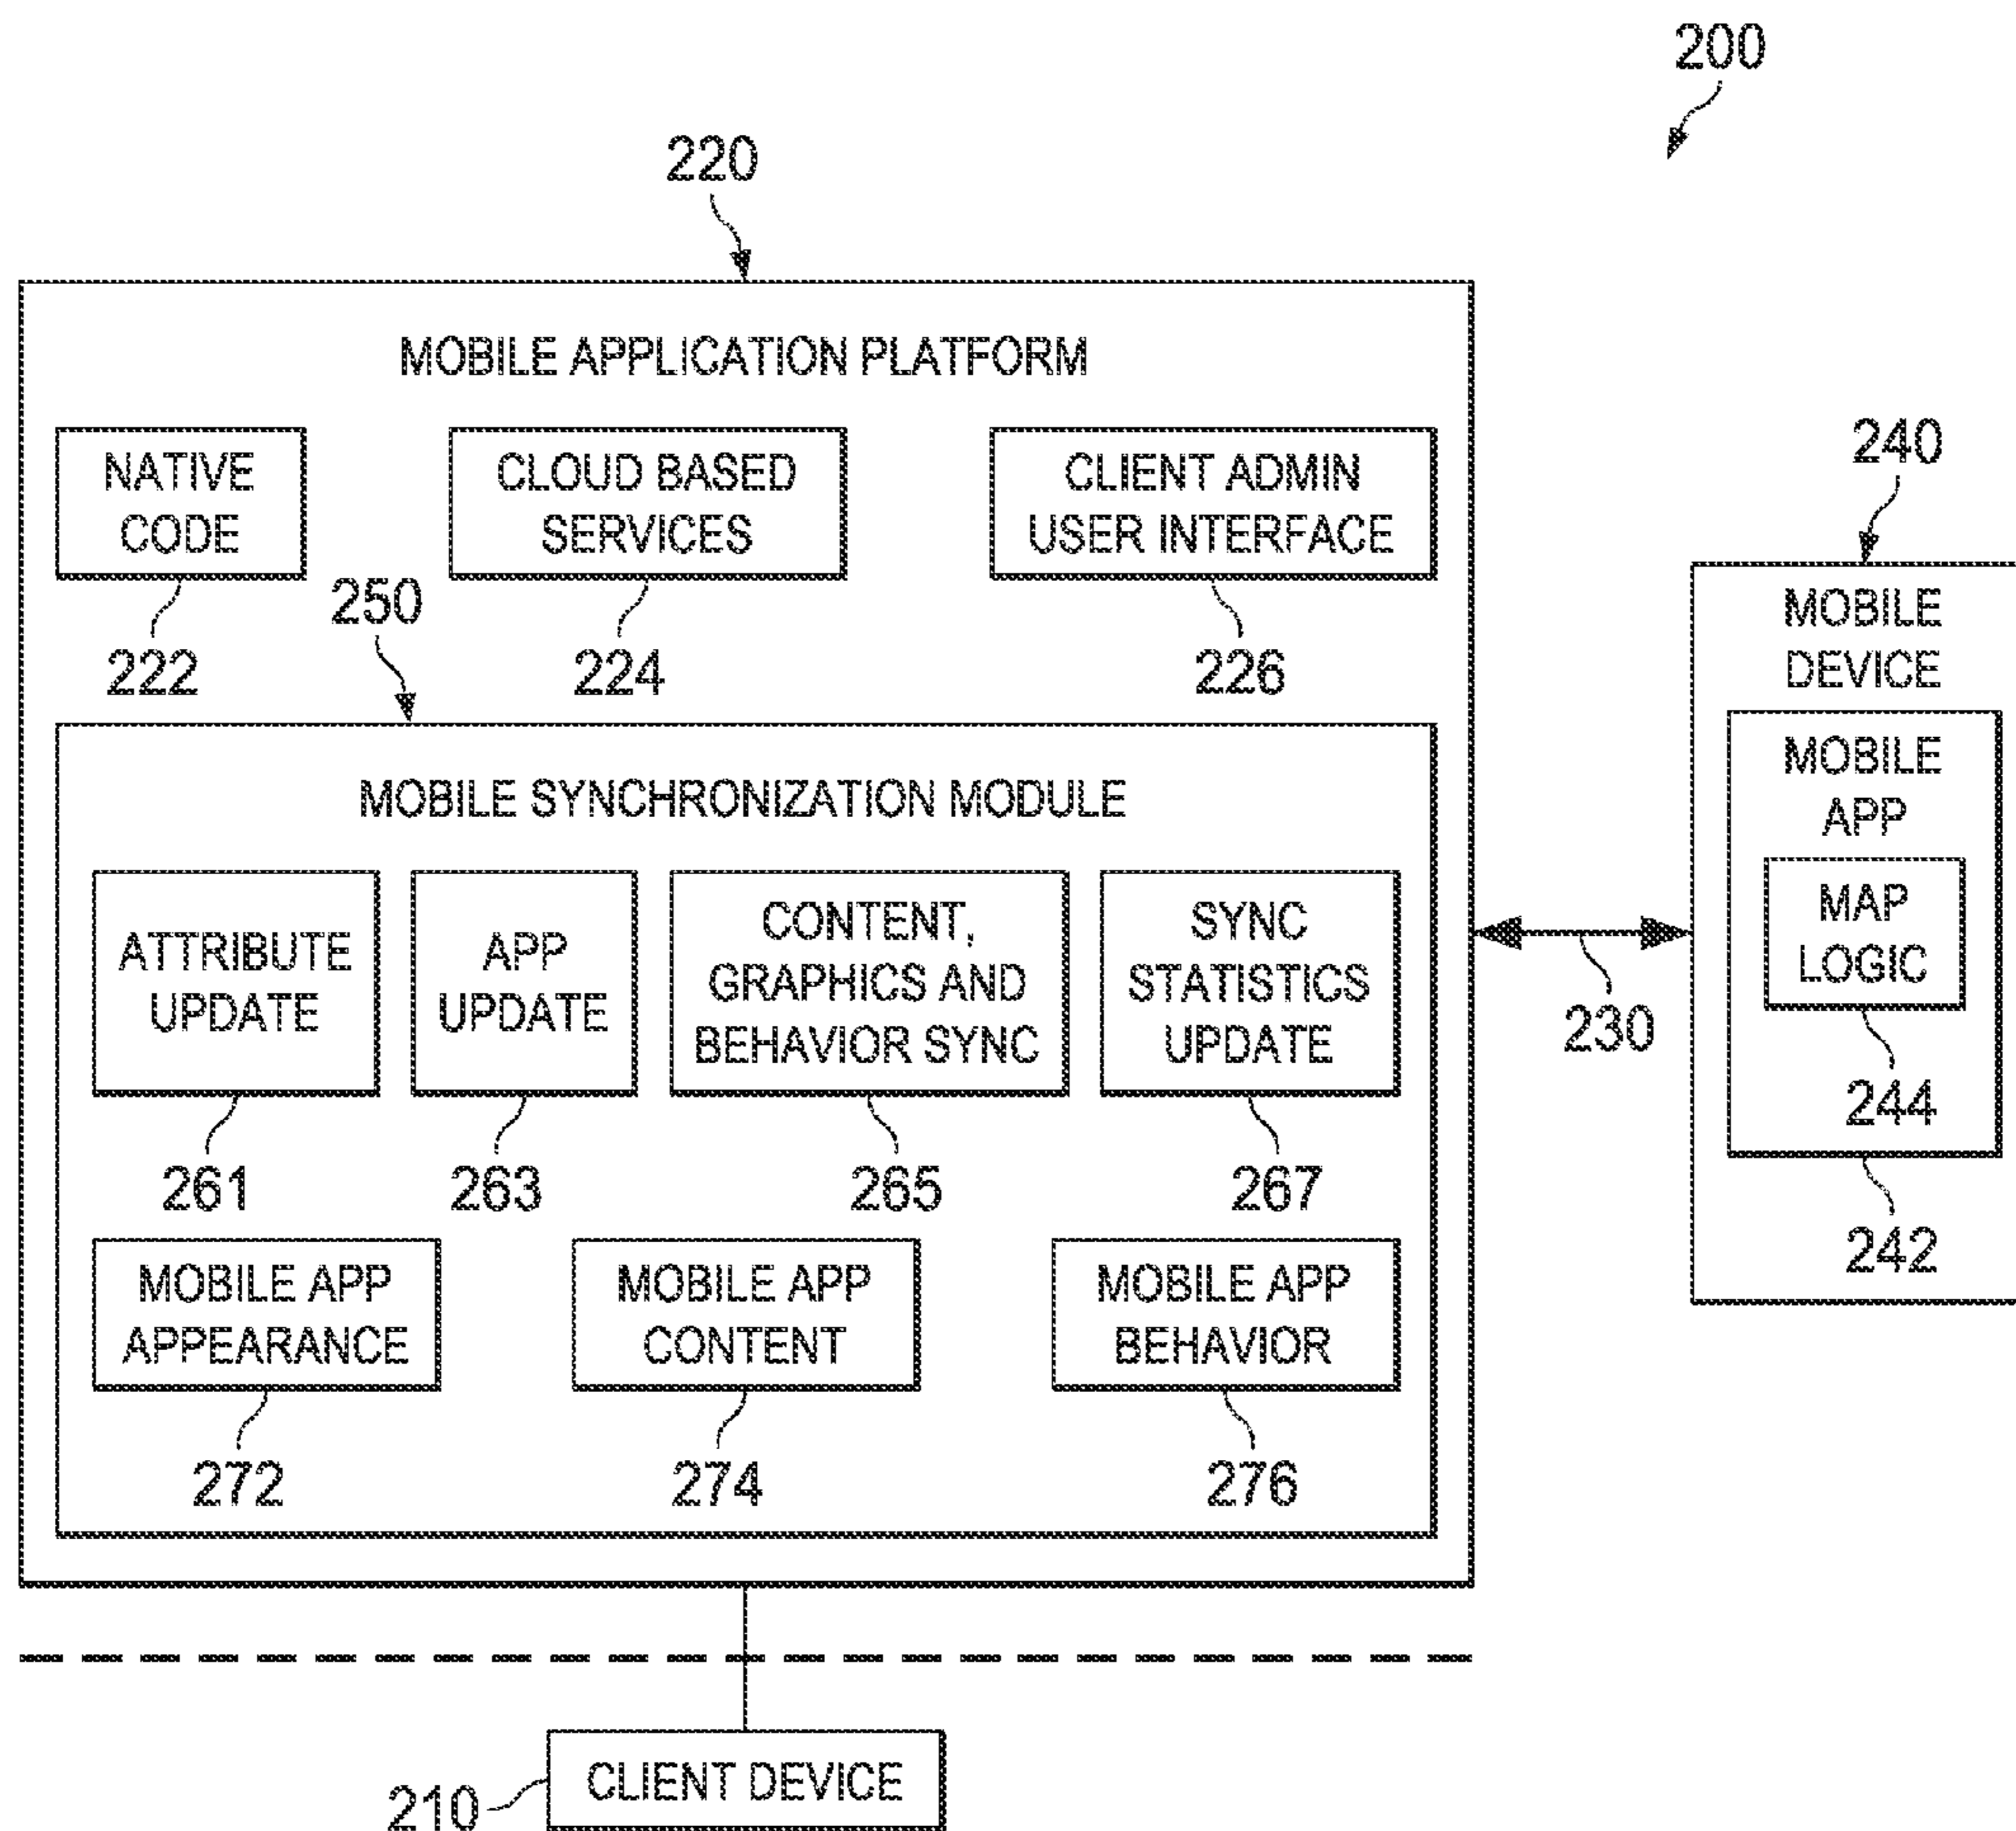 200
220
MOBILE APPLICATION PLATFORM
NATIVE
CODE
222
CLOUD BASED
SERVICES
224
CLIENT ADMIN
USER INTERFACE
226
250
MOBILE SYNCHRONIZATION MODULE
ATTRIBUTE
UPDATE
261
APP
UPDATE
263
CONTENT,
GRAPHICS AND
BEHAVIOR SYNC
265
SYNC
STATISTICS
UPDATE
267
MOBILE APP
APPEARANCE
272
MOBILE APP
CONTENT
274
MOBILE APP
BEHAVIOR
276
230
240
MOBILE
DEVICE
MOBILE
APP
MAP
LOGIC
244
242
210
CLIENT DEVICE